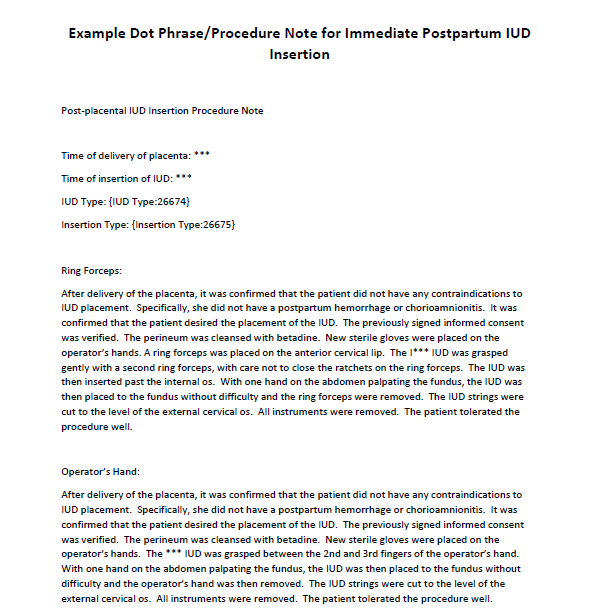 Example Dot Phrase/Procedure Note for Immediate Postpartum IUD
Insertion
Post-placental IUD Insertion Procedure Note
Time of delivery of placenta: ***
Time of insertion of IUD: ***
IUD Type: {IUD Type:26674}
Insertion Type: {Insertion Type:26675}
Ring Forceps:
After delivery of the placenta, it was confirmed that the patient did not have any contraindications to
IUD placement.  Specifically, she did not have a postpartum hemorrhage or chorioamnionitis.  It was
confirmed that the patient desired the placement of the IUD.  The previously signed informed consent
was verified.  The perineum was cleansed with betadine.  New sterile gloves were placed on the
operator's hands. A ring forceps was placed on the anterior cervical lip.  The I*** IUD was grasped
gently with a second ring forceps, with care not to close the ratchets on the ring forceps.  The IUD was
then inserted past the internal os.  With one hand on the abdomen palpating the fundus, the IUD was
then placed to the fundus without difficulty and the ring forceps were removed.  The IUD strings were
cut to the level of the external cervical os.  All instruments were removed.  The patient tolerated the
procedure well.
Operator's Hand:
After delivery of the placenta, it was confirmed that the patient did not have any contraindications to
IUD placement.  Specifically, she did not have a postpartum hemorrhage or chorioamnionitis.  It was
confirmed that the patient desired the placement of the IUD.  The previously signed informed consent
was verified.  The perineum was cleansed with betadine.  New sterile gloves were placed on the
operator's hands.  The *** IUD was grasped between the 2nd and 3rd fingers of the operator's hand.
With one hand on the abdomen palpating the fundus, the IUD was then placed to the fundus without
difficulty and the operator's hand was then removed.  The IUD strings were cut to the level of the
external cervical os.  All instruments were removed.  The patient tolerated the procedure well.